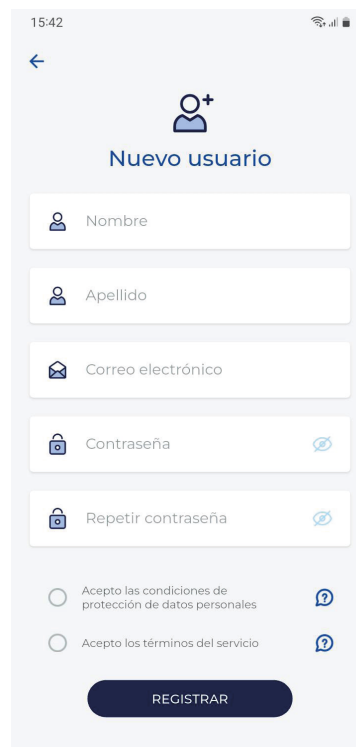 15:42
Nuevo usuario
Nombre
Apellido
Correo electrónico
Contraseña
Repetir contraseña
Acepto las condiciones de
protección de datos personales
Acepto los términos del servicio
REGISTRAR